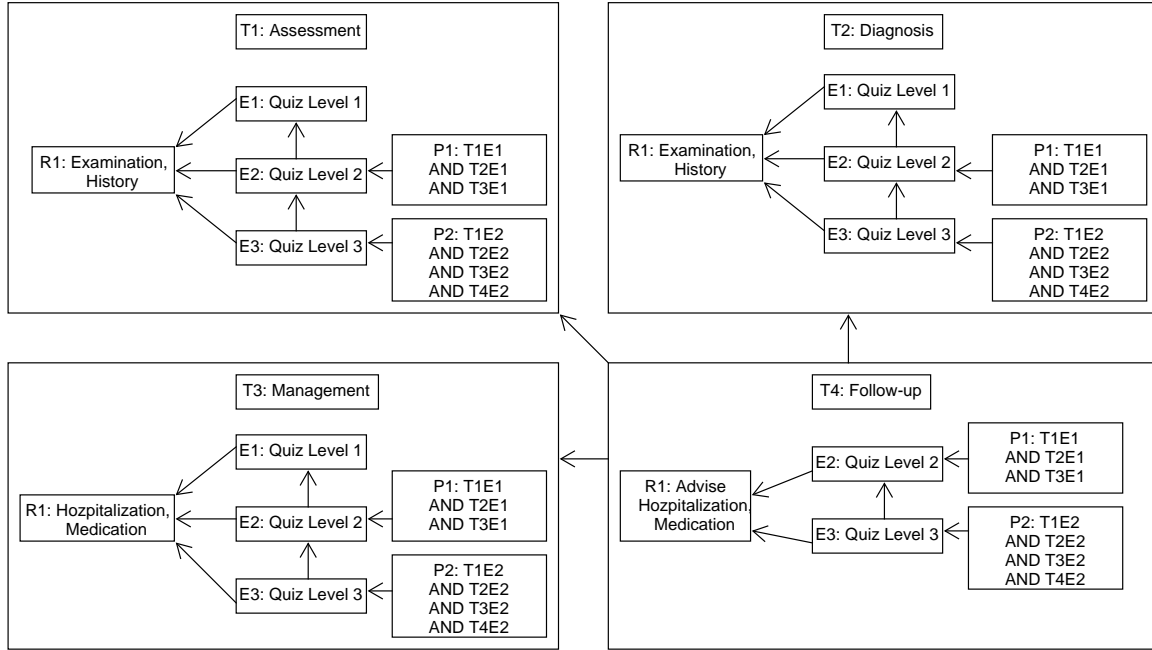 T1: Assessment
E1: Quiz Level 1
R1: Examination,
History
E2: Quiz Level 2
P1: T1E1
AND T2E1
AND T3E1
E3: Quiz Level 3
P2: T1E2
AND T2E2
AND T3E2
AND T4E2
T2: Diagnosis
E1: Quiz Level 1
R1: Examination,
History
E2: Quiz Level 2
P1: T1E1
AND T2E1
AND T3E1
E3: Quiz Level 3
P2: T1E2
AND T2E2
AND T3E2
AND T4E2
T3: Management
E1: Quiz Level 1
R1: Hozpitalization,
Medication
E2: Quiz Level 2
P1: T1E1
AND T2E1
AND T3E1
E3: Quiz Level 3
P2: T1E2
AND T2E2
AND T3E2
AND T4E2
T4: Follow-up
R1: Advise
Hozpitalization,
Medication
E2: Quiz Level 2
P1: T1E1
AND T2E1
AND T3E1
E3: Quiz Level 3
P2: T1E2
AND T2E2
AND T3E2
AND T4E2